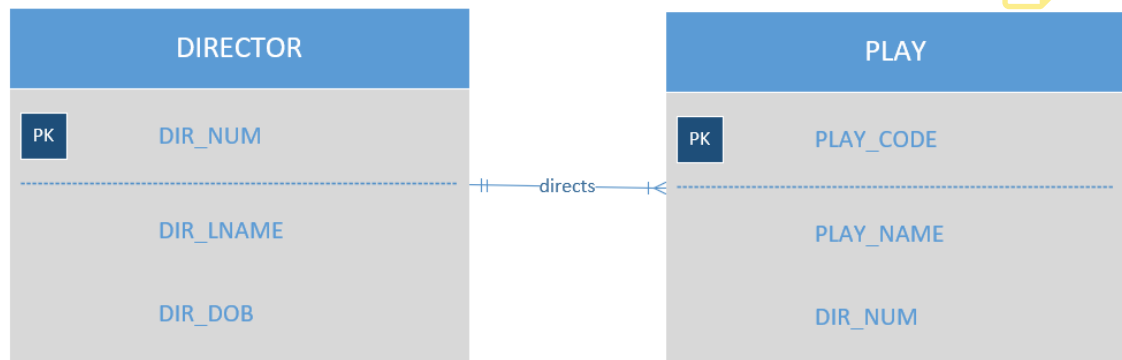 DIRECTOR
PK
DIR_NUM
DIR_LNAME
DIR_DOB
directs
PLAY
PK
PLAY_CODE
PLAY_NAME
DIR_NUM